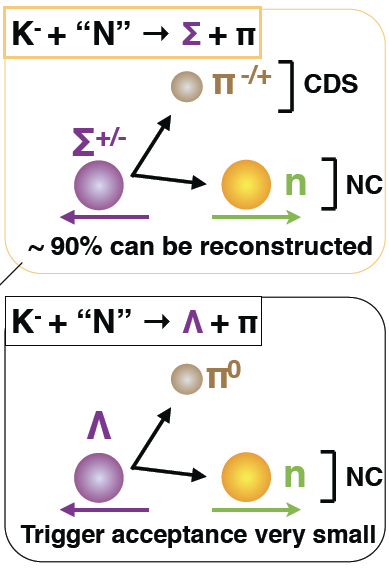 K- + “N” → Σ + π
π-/+
CDS
Σ+/-
n
NC
~ 90% can be reconstructed
K- + “N” → Λ + π
π0
Λ
n
NC
Trigger acceptance very small